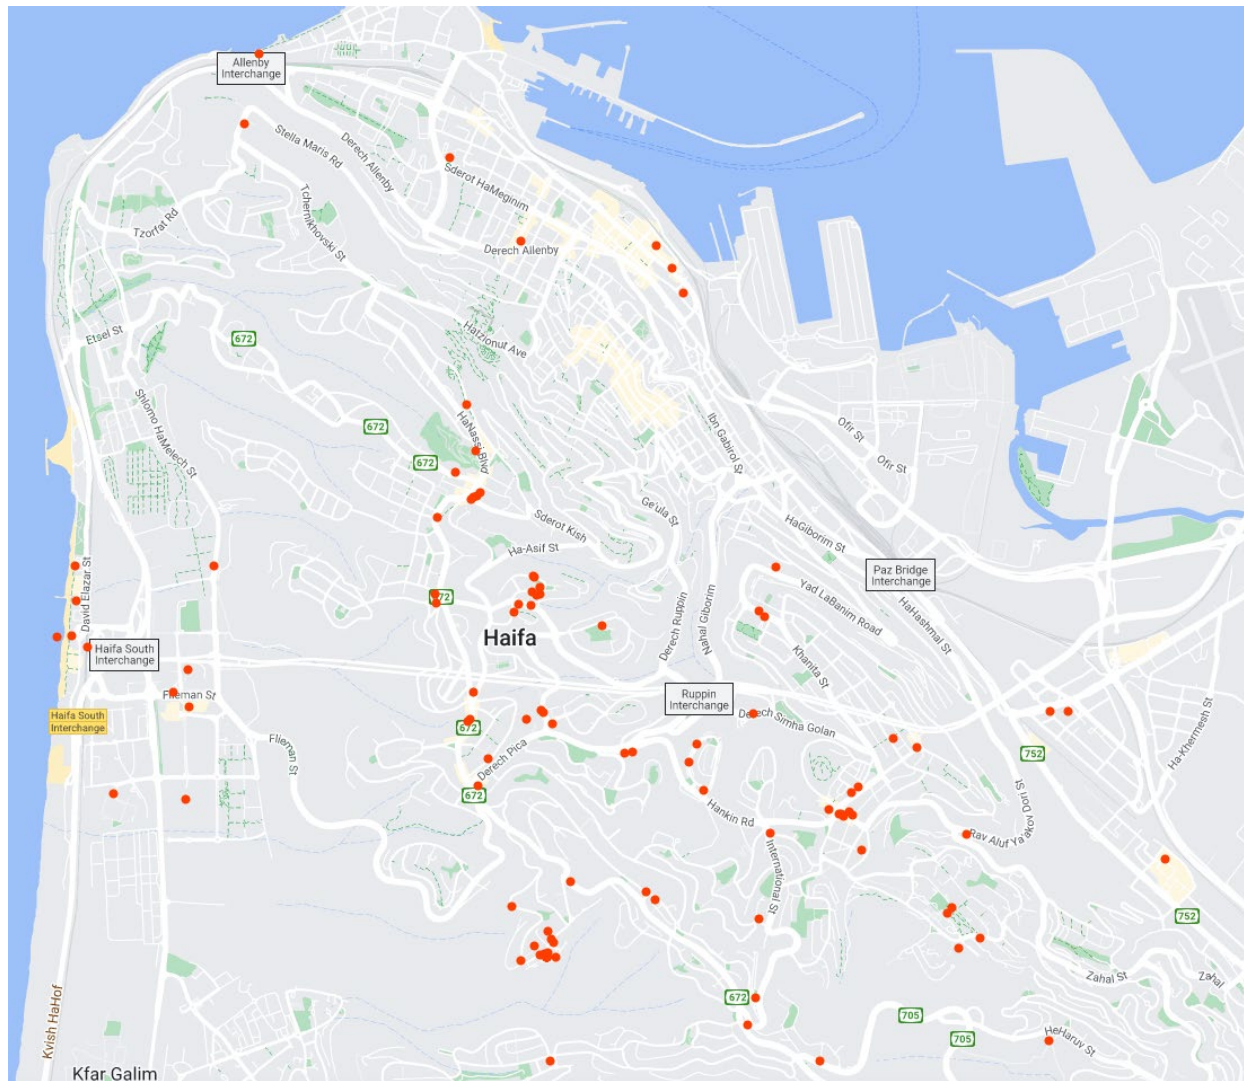 Allenby
Interchange
Stella Maris Rd
Derech Allenby
Sderot HaMeginim
Tchernikhovski St
Tzorfat Rd
Derech Allenby
Etsel St
672
Hatzionut Ave
Shlomo HaMelech St
672
HaNassi Blvd
Ibn Gabirol St
Ofir St
672
Ofir St
Ge'ula St
Sderot Kish
HaGiborim St
Ha-Asif St
David Elazar St
672
Paz Bridge
Interchange
Yad LaBanim Road
HaHashmal St
Haifa
Derech Ruppin
Nahal Giborim
Haifa South
Interchange
Khanita St
Flieman St
Ruppin
Interchange
Haifa South
Interchange
672
Derech Simha Golan
Ha-Khermesh St
Flieman St
Derech Pica
752
672
Hankin Rd
Rav Aluf Ya'akov Dori St
International St
752
Zahal St
Zahal
672
705
Kvish HaHof
705
HeHaruv St
Kfar Galim